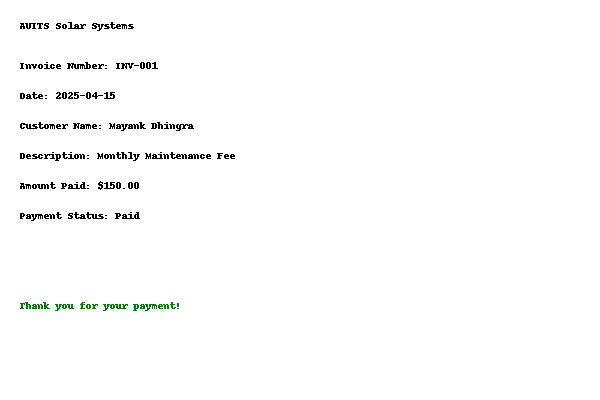 AUITS Solar Systems
Invoice Number: INV-001
Date: 2025-04-15
Customer Name: Mayank Dhingra
Description: Monthly Maintenance Fee
Amount Paid: $150.00
Payment Status: Paid
Thank you for your payment!